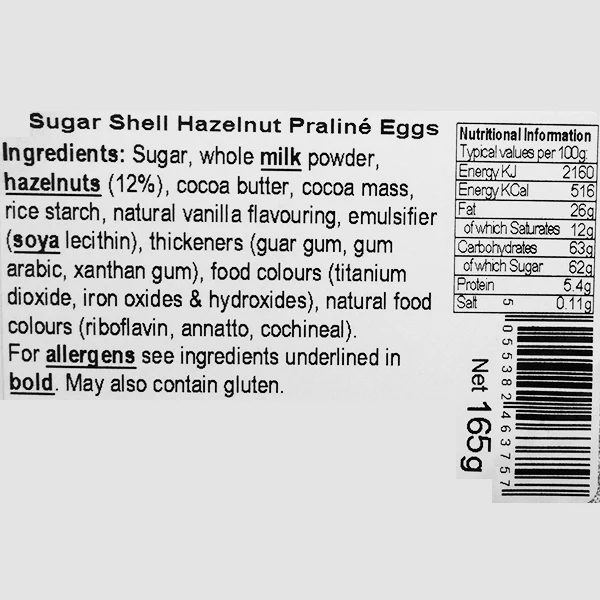 Sugar Shell Hazelnut Praliné Eggs
Ingredients: Sugar, whole milk powder,
hazelnuts (12%), cocoa butter, cocoa mass,
rice starch, natural vanilla flavouring, emulsifier
(soya lecithin), thickeners (guar gum, gum
arabic, xanthan gum), food colours (titanium
dioxide, iron oxides & hydroxides), natural food
colours (riboflavin, annatto, cochineal).
For allergens see ingredients underlined in
bold. May also contain gluten.
Nutritional Information
Typical values per 100g:
Energy KJ 2160
Energy KCal 516
Fat 26g
of which Saturates 12g
Carbohydrates 63g
of which Sugar 62g
Protein 5.4g
Salt 0.11g
Net 165g
5 055382 463757